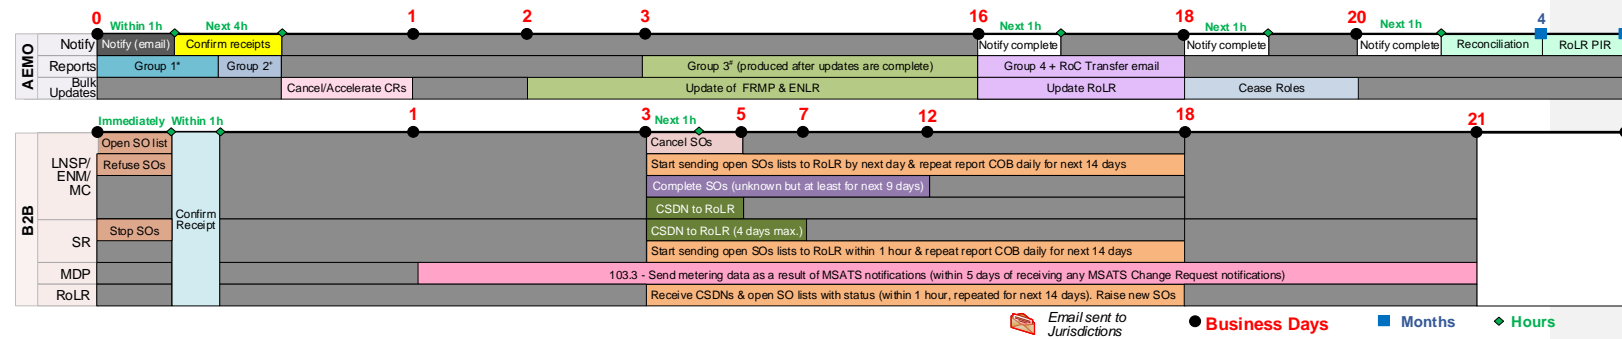 0 1 2 3 16 18 20 4
Within 1h Next 4h Next 1h Next 1h Next 1h
AEMO
Notify Notify (email) Confirm receipts Notify complete Notify complete Notify complete Reconciliation RoLR PIR
Reports Group 1* Group 2* Group 3# (produced after updates are complete) Group 4 + RoC Transfer email
Bulk
Updates Cancel/Accelerate CRs Update of FRMP & ENLR Update RoLR Cease Roles
1 3 5 7 12 18 21
Immediately Within 1h Next 1h
B2B
LNSP/
ENM/
MC
Open SO list Cancel SOs
Refuse SOs Start sending open SOs lists to RoLR by next day & repeat report COB daily for next 14 days
Complete SOs (unknown but at least for next 9 days)
Confirm
Receipt
CSDN to RoLR
SR
Stop SOs CSDN to RoLR (4 days max.)
Start sending open SOs lists to RoLR within 1 hour & repeat report COB daily for next 14 days
MDP 103.3 - Send metering data as a result of MSATS notifications (within 5 days of receiving any MSATS Change Request notifications)
RoLR Receive CSDNs & open SO lists with status (within 1 hour, repeated for next 14 days). Raise new SOs
Email sent to
Jurisdictions
Business Days Months Hours